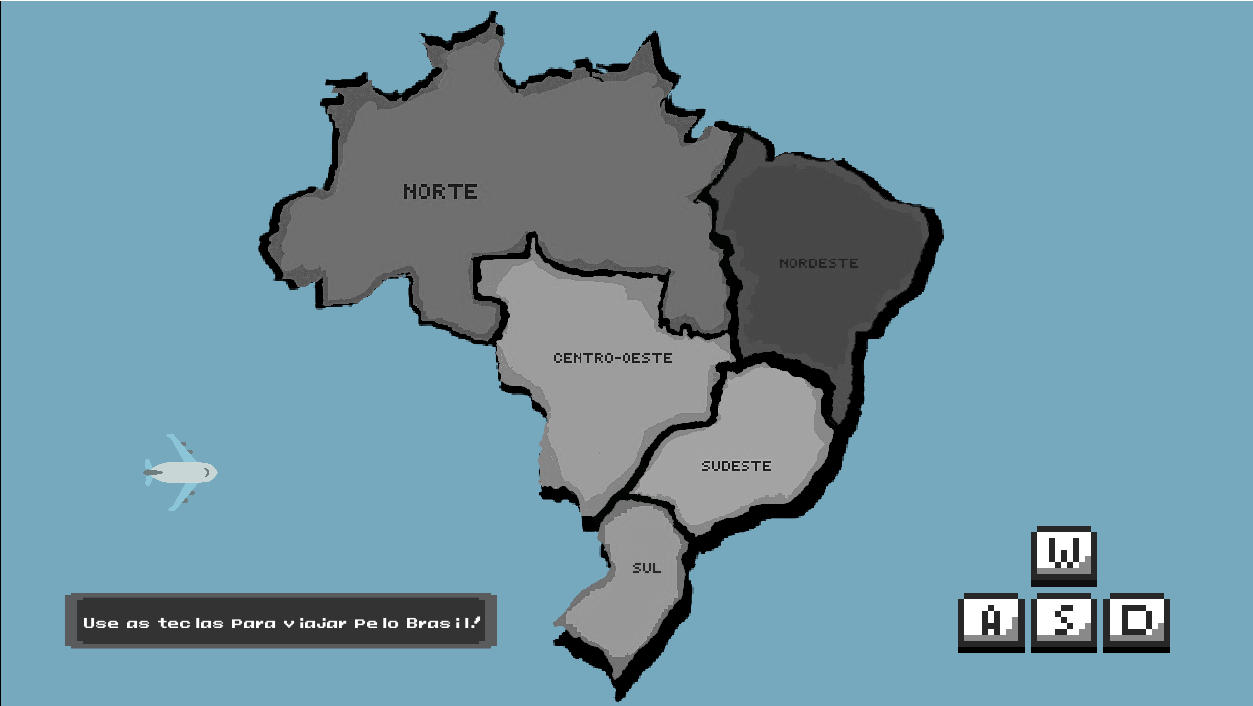 NORTE
NORDESTE
CENTRO-OESTE
SUDESTE
SUL
Use as teclas Para viajar Pelo Brasil!
W
A S D